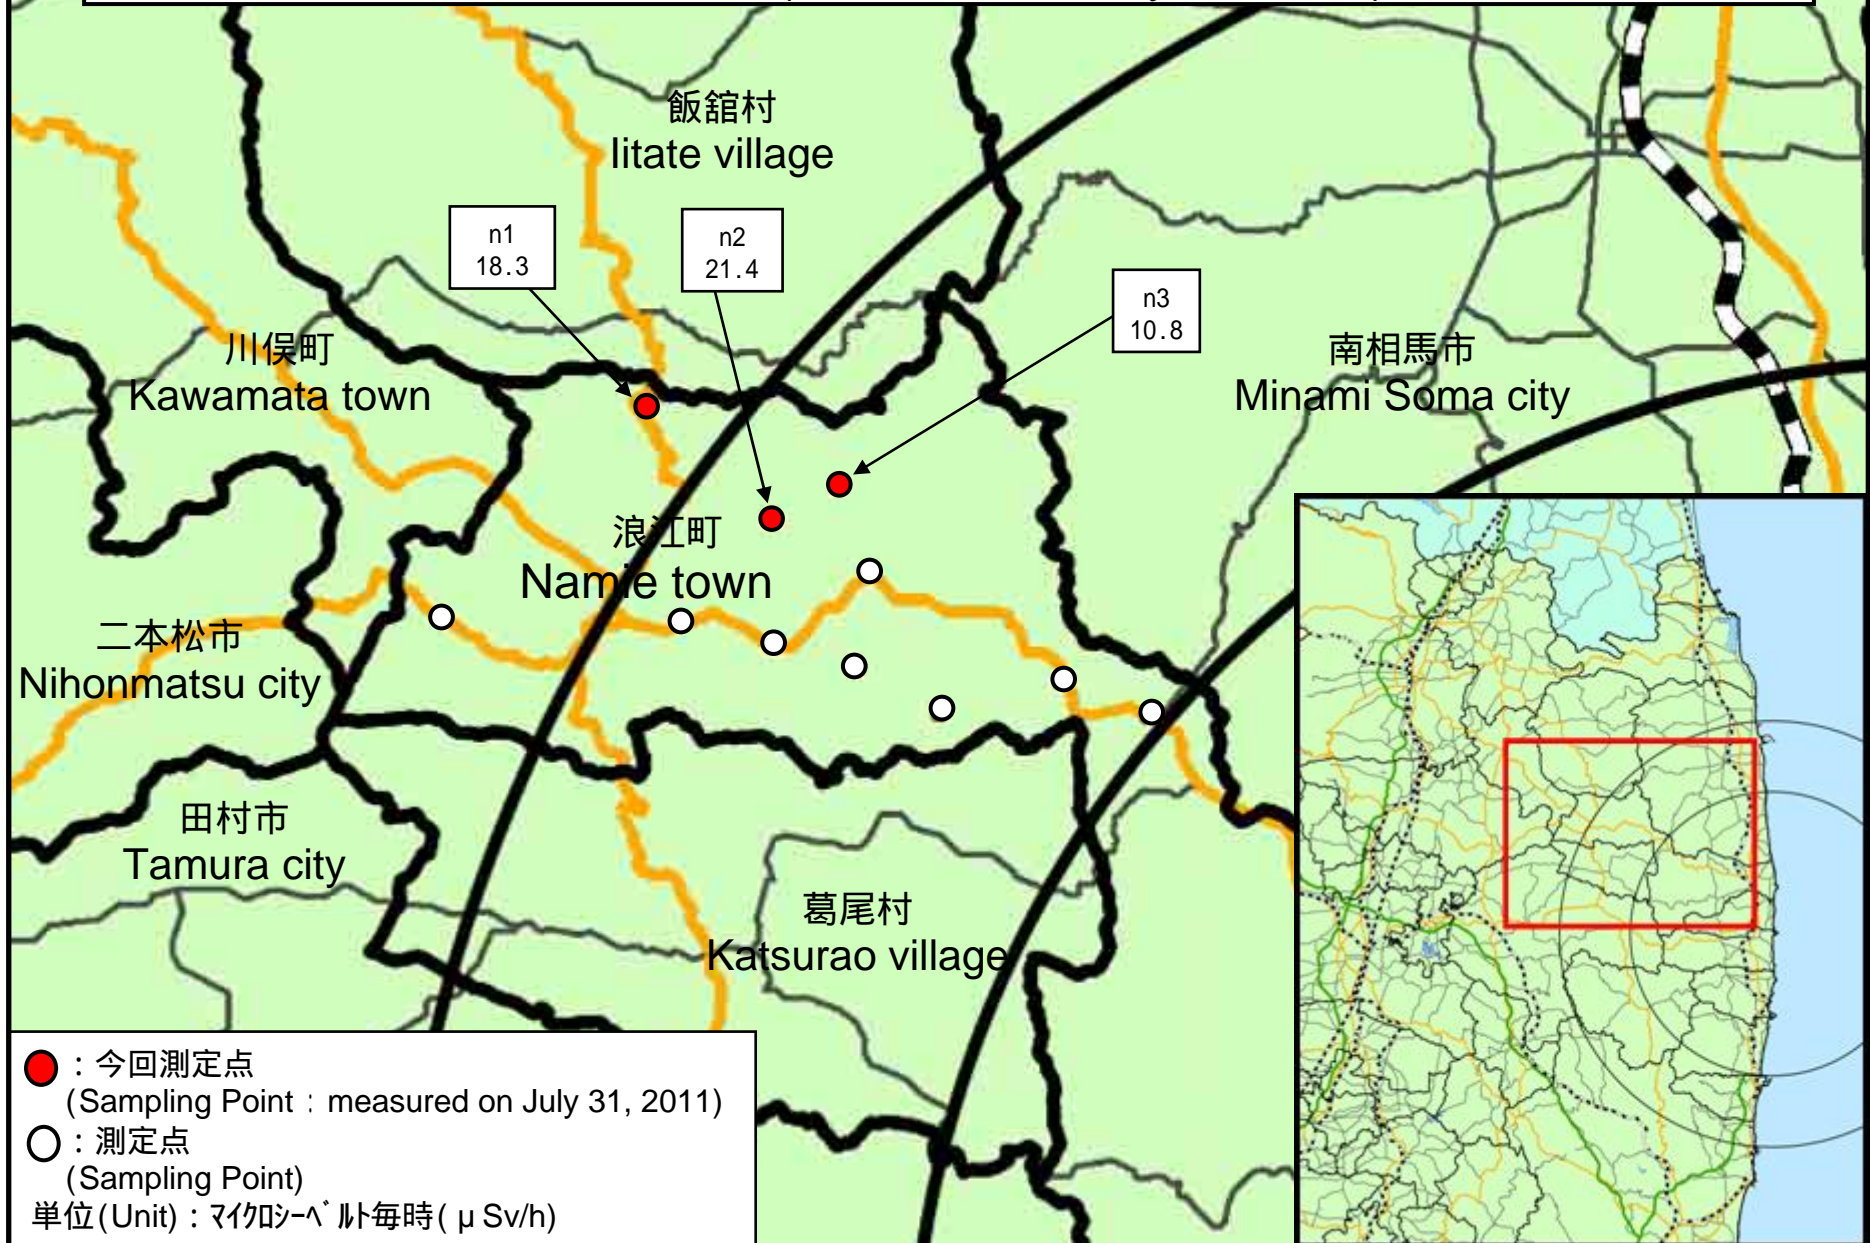 飯舘村
Iitate village
n1
18.3
n2
21.4
n3
10.8
川俣町
Kawamata town
南相馬市
Minami Soma city
浪江町
Namie town
二本松市
Nihonmatsu city
田村市
Tamura city
葛尾村
Katsurao village
：今回測定点
(Sampling Point：measured on July 31, 2011)
：測定点
(Sampling Point)
単位(Unit)：ﾏｲｸﾛｼｰﾍﾞﾙﾄ毎時( μ Sv/h)